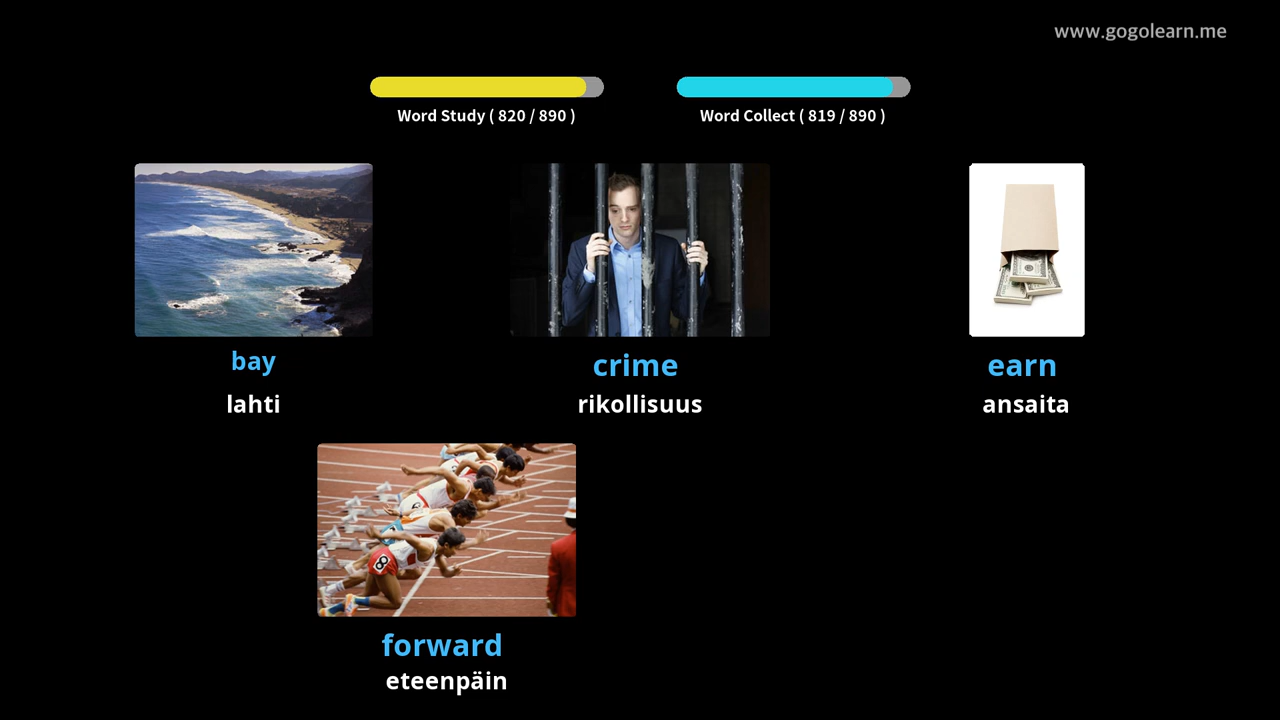 www.gogolearn.me
Word Study ( 820 / 890 )
Word Collect ( 819 / 890 )
bay
crime
earn
lahti
rikollisuus
ansaita
8
forward
eteenpäin